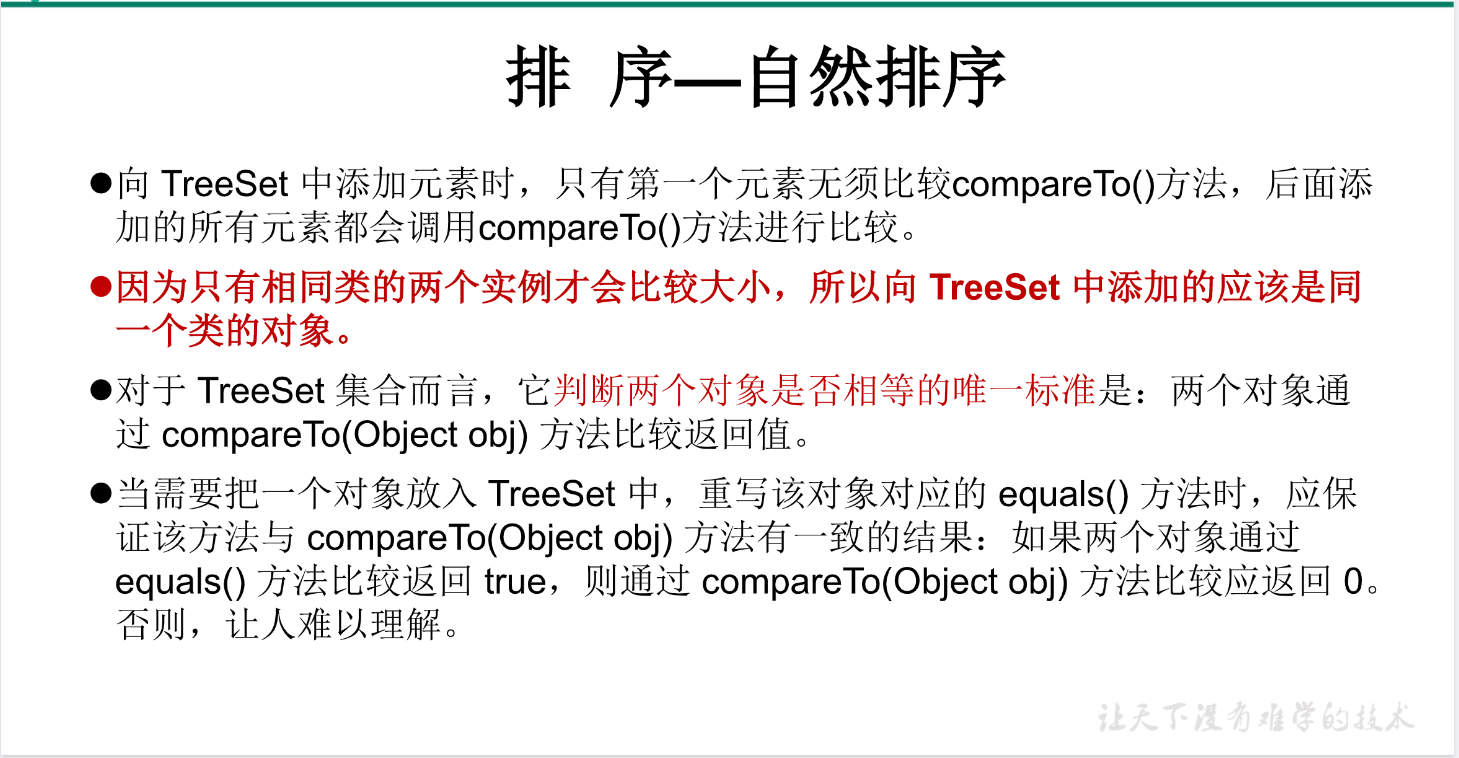 排 序—自然排序
●向 TreeSet 中添加元素时，只有第一个元素无须比较compareTo()方法，后面添
加的所有元素都会调用compareTo()方法进行比较。
●因为只有相同类的两个实例才会比较大小，所以向 TreeSet 中添加的应该是同
一个类的对象。
●对于 TreeSet 集合而言，它判断两个对象是否相等的唯一标准是：两个对象通
过 compareTo(Object obj) 方法比较返回值。
●当需要把一个对象放入 TreeSet 中，重写该对象对应的 equals() 方法时，应保
证该方法与 compareTo(Object obj) 方法有一致的结果：如果两个对象通过
equals() 方法比较返回 true，则通过 compareTo(Object obj) 方法比较应返回 0。
否则，让人难以理解。
让天下没有难学的技术